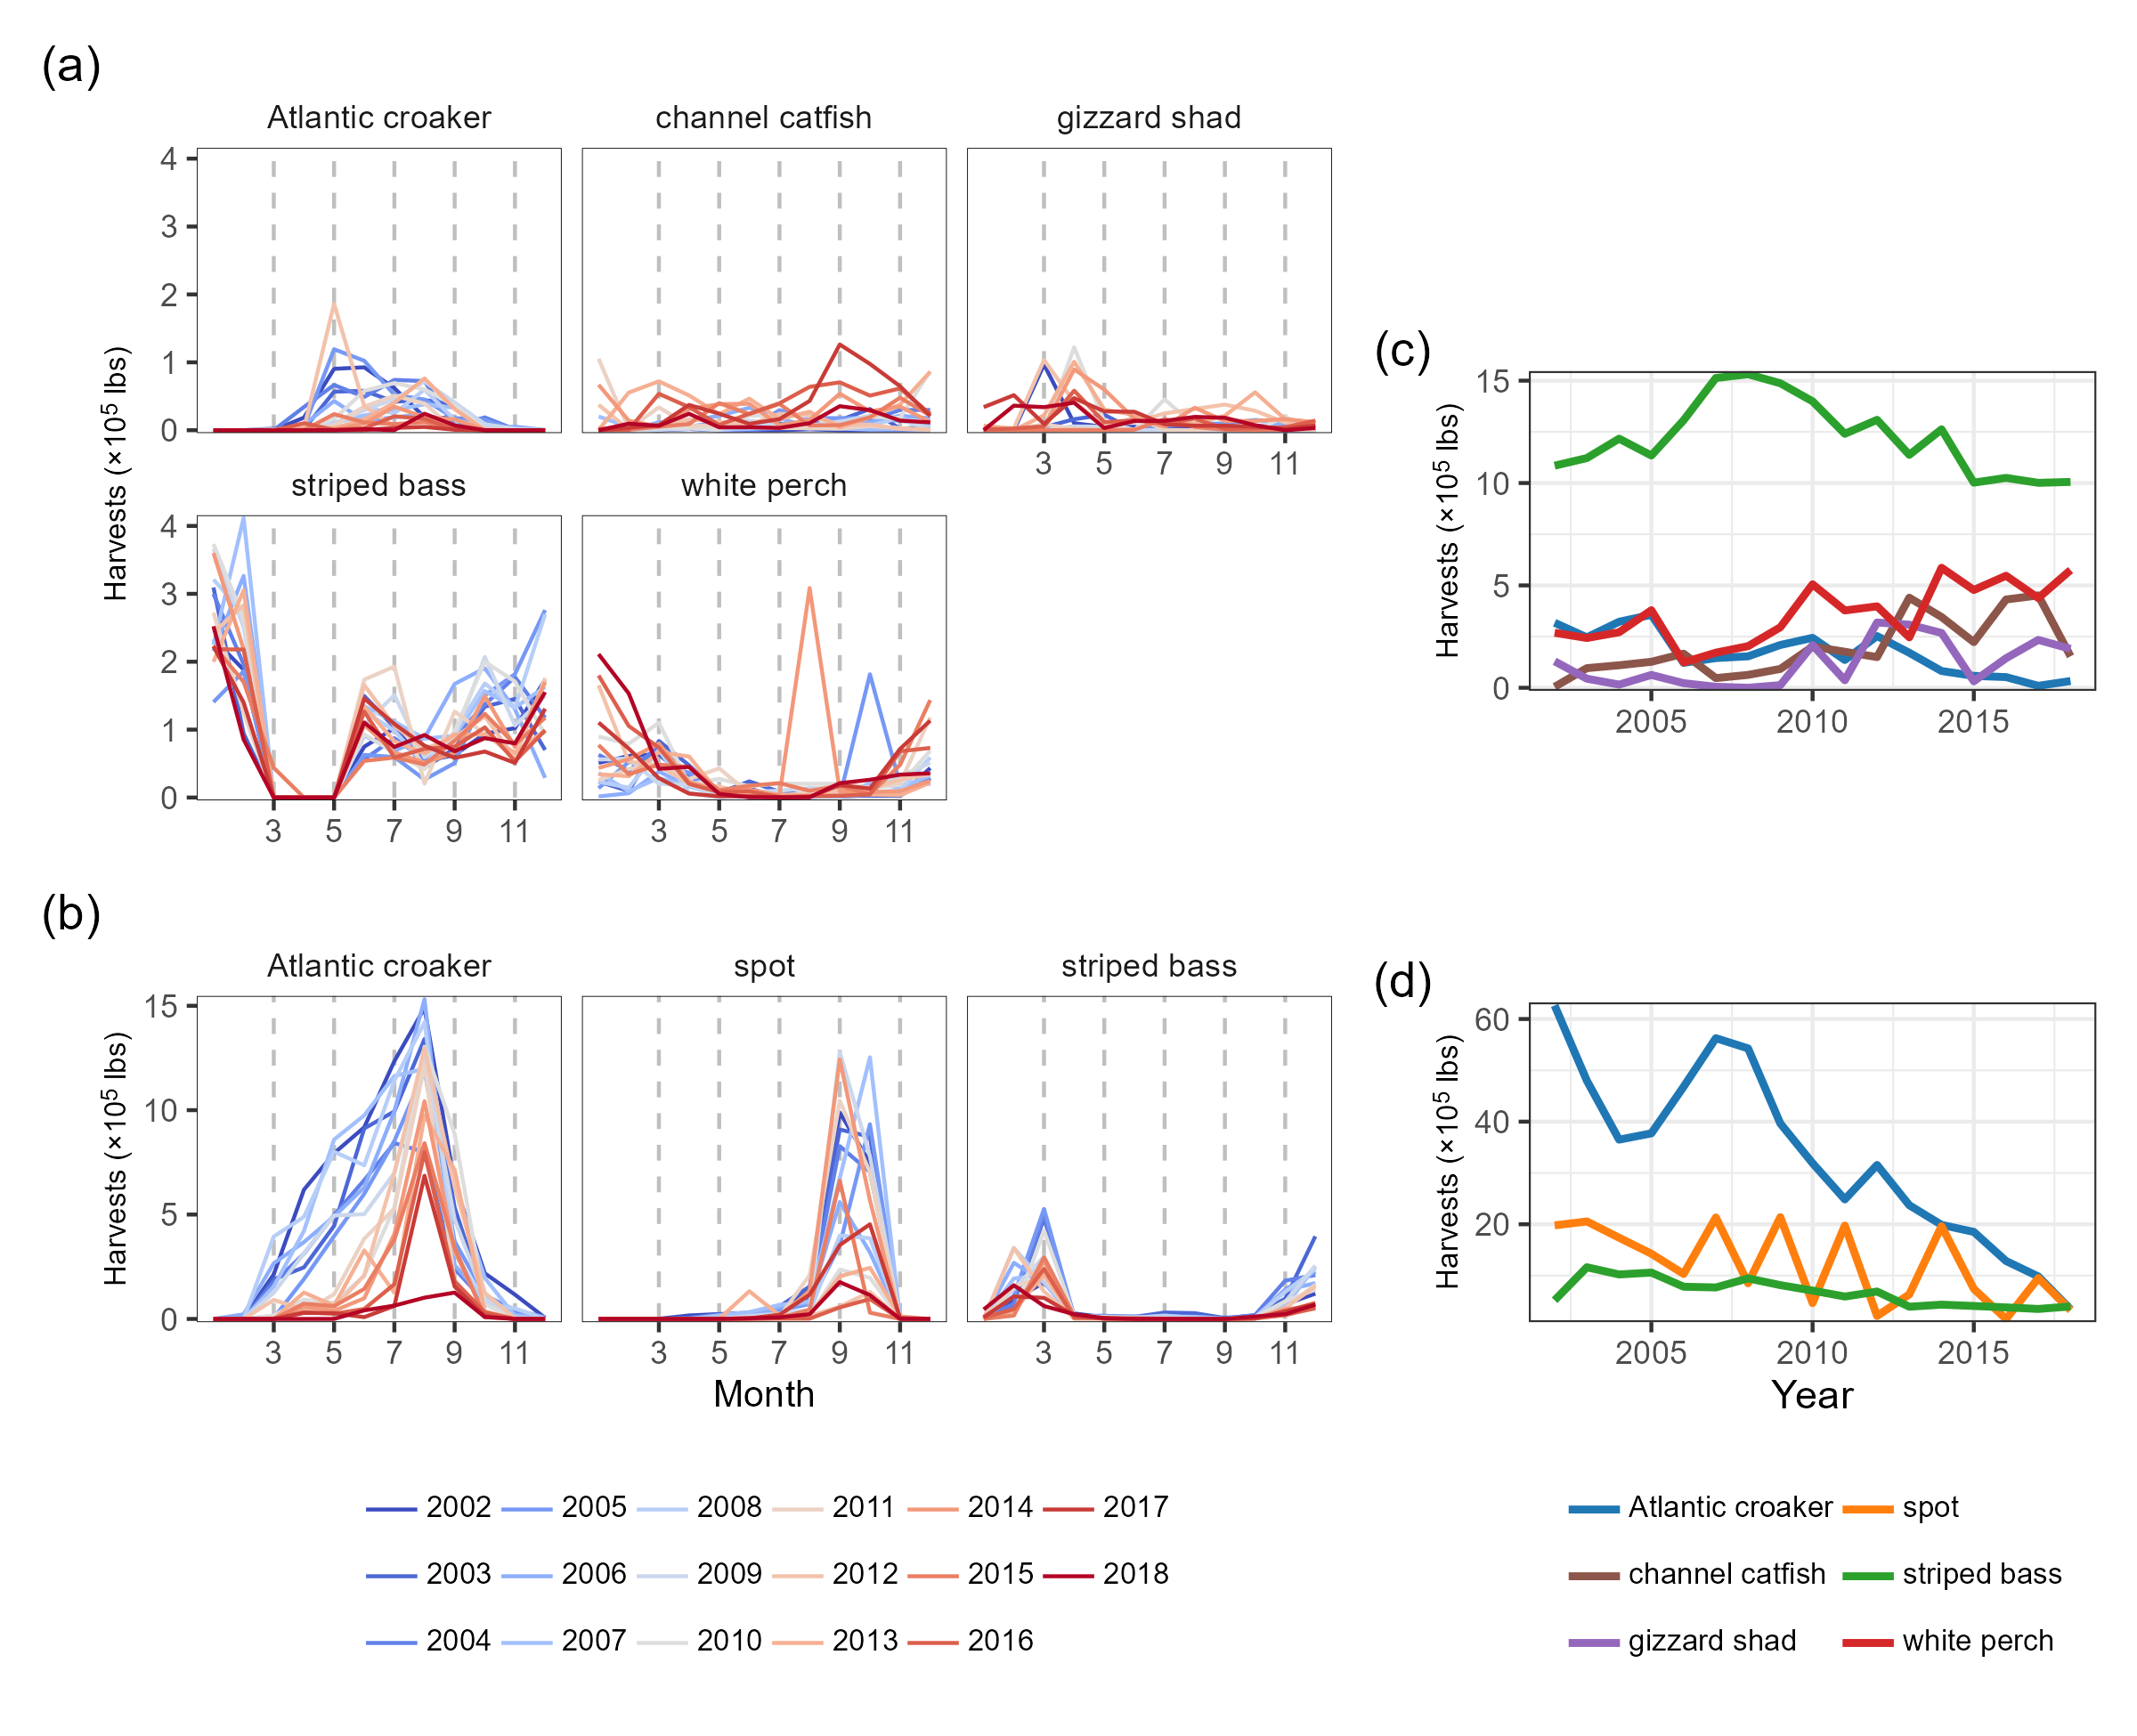 (a)
Atlantic croaker channel catfish gizzard shad
4
3
2
1
0
3 5 7 9 11
striped bass white perch
4
3
2
1
0
3 5 7 9 11 3 5 7 9 11
Harvests (×10⁵ lbs)
(b)
Atlantic croaker spot striped bass
15
10
5
0
3 5 7 9 11 3 5 7 9 11 3 5 7 9 11
Harvests (×10⁵ lbs)
Month
2002 2005 2008 2011 2014 2017
2003 2006 2009 2012 2015 2018
2004 2007 2010 2013 2016
(c)
15
10
5
0
2005 2010 2015
Harvests (×10⁵ lbs)
(d)
60
40
20
2005 2010 2015
Harvests (×10⁵ lbs)
Year
Atlantic croaker spot
channel catfish striped bass
gizzard shad white perch